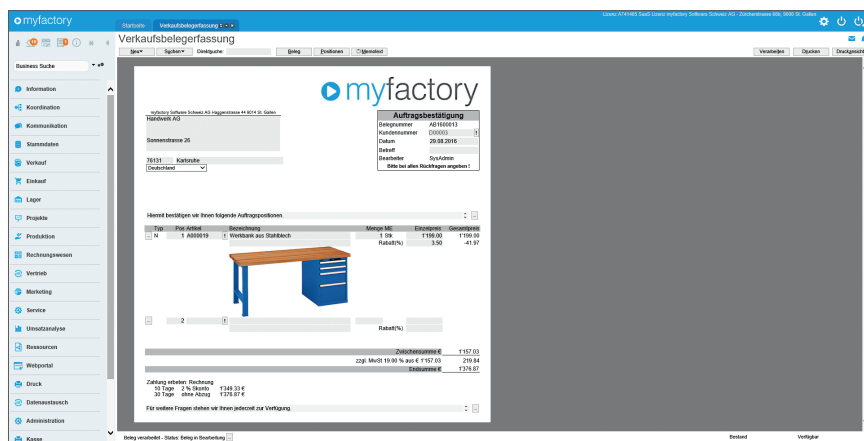 Lizenz A741485 SaaS Lizenz myfactory Software Schweiz AG - Zürcherstrasse 66b, 9000 St. Gallen
myfactory
Startseite Verkaufsbelegerfassung
Verkaufsbelegerfassung
Neu Suchen Direktsuche: Beleg Positionen Memotext Verarbeiten Drucken Druckansicht
Business Suche
Information
Koordination
Kommunikation
Stammdaten
Verkauf
Einkauf
Lager
Projekte
Produktion
Rechnungswesen
Vertrieb
Marketing
Service
Umsatzanalyse
Ressourcen
Webportal
Druck
Datenaustausch
Administration
Kasse
myfactory
myfactory Software Schweiz AG Haggenstrasse 44 9014 St. Gallen
Handwerk AG
Sonnenstrasse 26
76131 Karlsruhe
Deutschland
Auftragsbestätigung
Belegnummer AB1600013
Kundennummer D00003
Datum 29.08.2016
Betreff
Bearbeiter SysAdmin
Bitte bei allen Rückfragen angeben !
Hiermit bestätigen wir Ihnen folgende Auftragspositionen.
Typ Pos Artikel Bezeichnung Menge ME Einzelpreis Gesamtpreis
N 1 A000019 Werkbank aus Stahlblech 1 Stk 1'199.00 1'199.00
Rabatt(%) 3.50 -41.97
2
Rabatt(%)
Zwischensumme € 1'157.03
zzgl. MwSt 19.00 % aus € 1'157.03 219.84
Endsumme € 1'376.87
Zahlung erbeten: Rechnung
10 Tage 2 % Skonto 1'349.33 €
30 Tage ohne Abzug 1'376.87 €
Für weitere Fragen stehen wir Ihnen jederzeit zur Verfügung.
Beleg verarbeitet - Status: Beleg in Bearbeitung Bestand Verfügbar